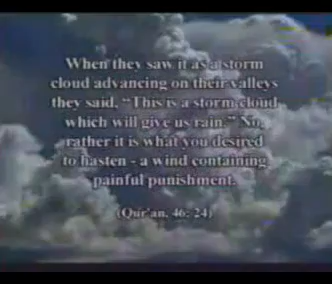 When they saw it as a storm
cloud advancing on their valleys
they said, "This is a storm cloud
which will give us rain." No,
rather it is what you desired
to hasten - a wind containing
painful punishment.
(Qur'an, 46: 24)